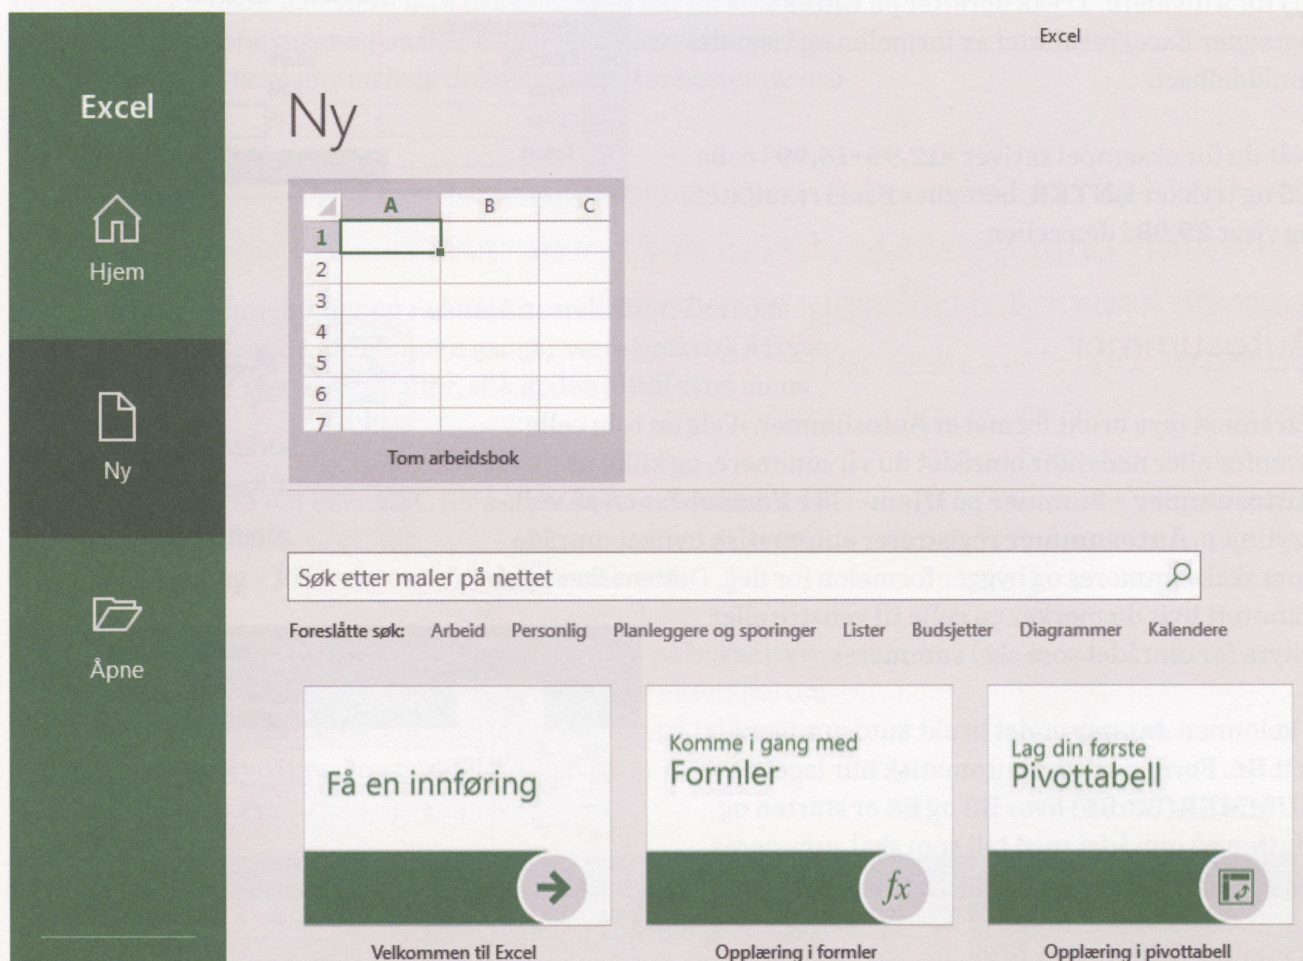 Excel
Excel
Hjem
Ny
Åpne
Ny
A B C
1
2
3
4
5
6
7
Tom arbeidsbok
Søk etter maler på nettet
Foreslåtte søk: Arbeid Personlig Planleggere og sporinger Lister Budsjetter Diagrammer Kalendere
Få en innføring
Velkommen til Excel
Komme i gang med
Formler
fx
Opplæring i formler
Lag din første
Pivottabell
Opplæring i pivottabell